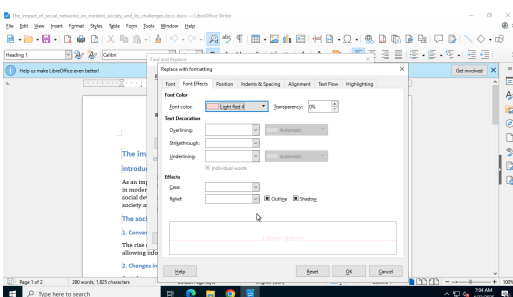 The_impact_of_social_networks_on_modern_society_and_its_challenges.docx.docx — LibreOffice Writer
File Edit View Insert Format Styles Table Form Tools Window Help
Heading 1
Calibri
Find and Replace
Help us make LibreOffice even better!
Get involved
Replace with formatting
Font Font Effects Position Indents & Spacing Alignment Text Flow Highlighting
Font Color
Font color: Light Red 4 Transparency: 0%
Text Decoration
Overlining: Automatic
Strikethrough:
Underlining: Automatic
Individual words
Effects
Case:
Relief: Outline Shadow
Lorem ipsum
Help Reset OK Cancel
The im
introdu
As an imp
in moder
social de
society a
The soci
1. Conve
The rise
allowing info
2. Changes in
Page 1 of 2 280 words, 1,825 characters
100%
Type here to search
7:04 AM